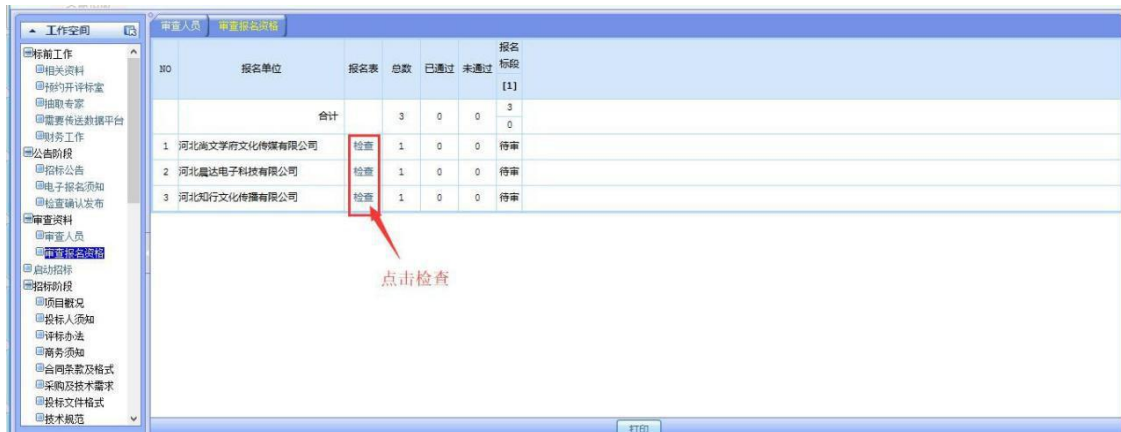 工作空间
标前工作
相关资料
预约开评标室
抽取专家
需要传送数据平台
财务工作
公告阶段
招标公告
电子报名须知
检查确认发布
审查资料
审查人员
审查报名资格
启动招标
招标阶段
项目概况
投标人须知
评标办法
商务须知
合同条款及格式
采购及技术需求
投标文件格式
技术规范
审查人员 审查报名资格
NO 报名单位 报名表 总数 已通过 未通过 报名标段 [1]
合计 3 0 0 3
0
1 河北尚文学府文化传媒有限公司 检查 1 0 0 待审
2 河北晨达电子科技有限公司 检查 1 0 0 待审
3 河北知行文化传播有限公司 检查 1 0 0 待审
点击检查
打印